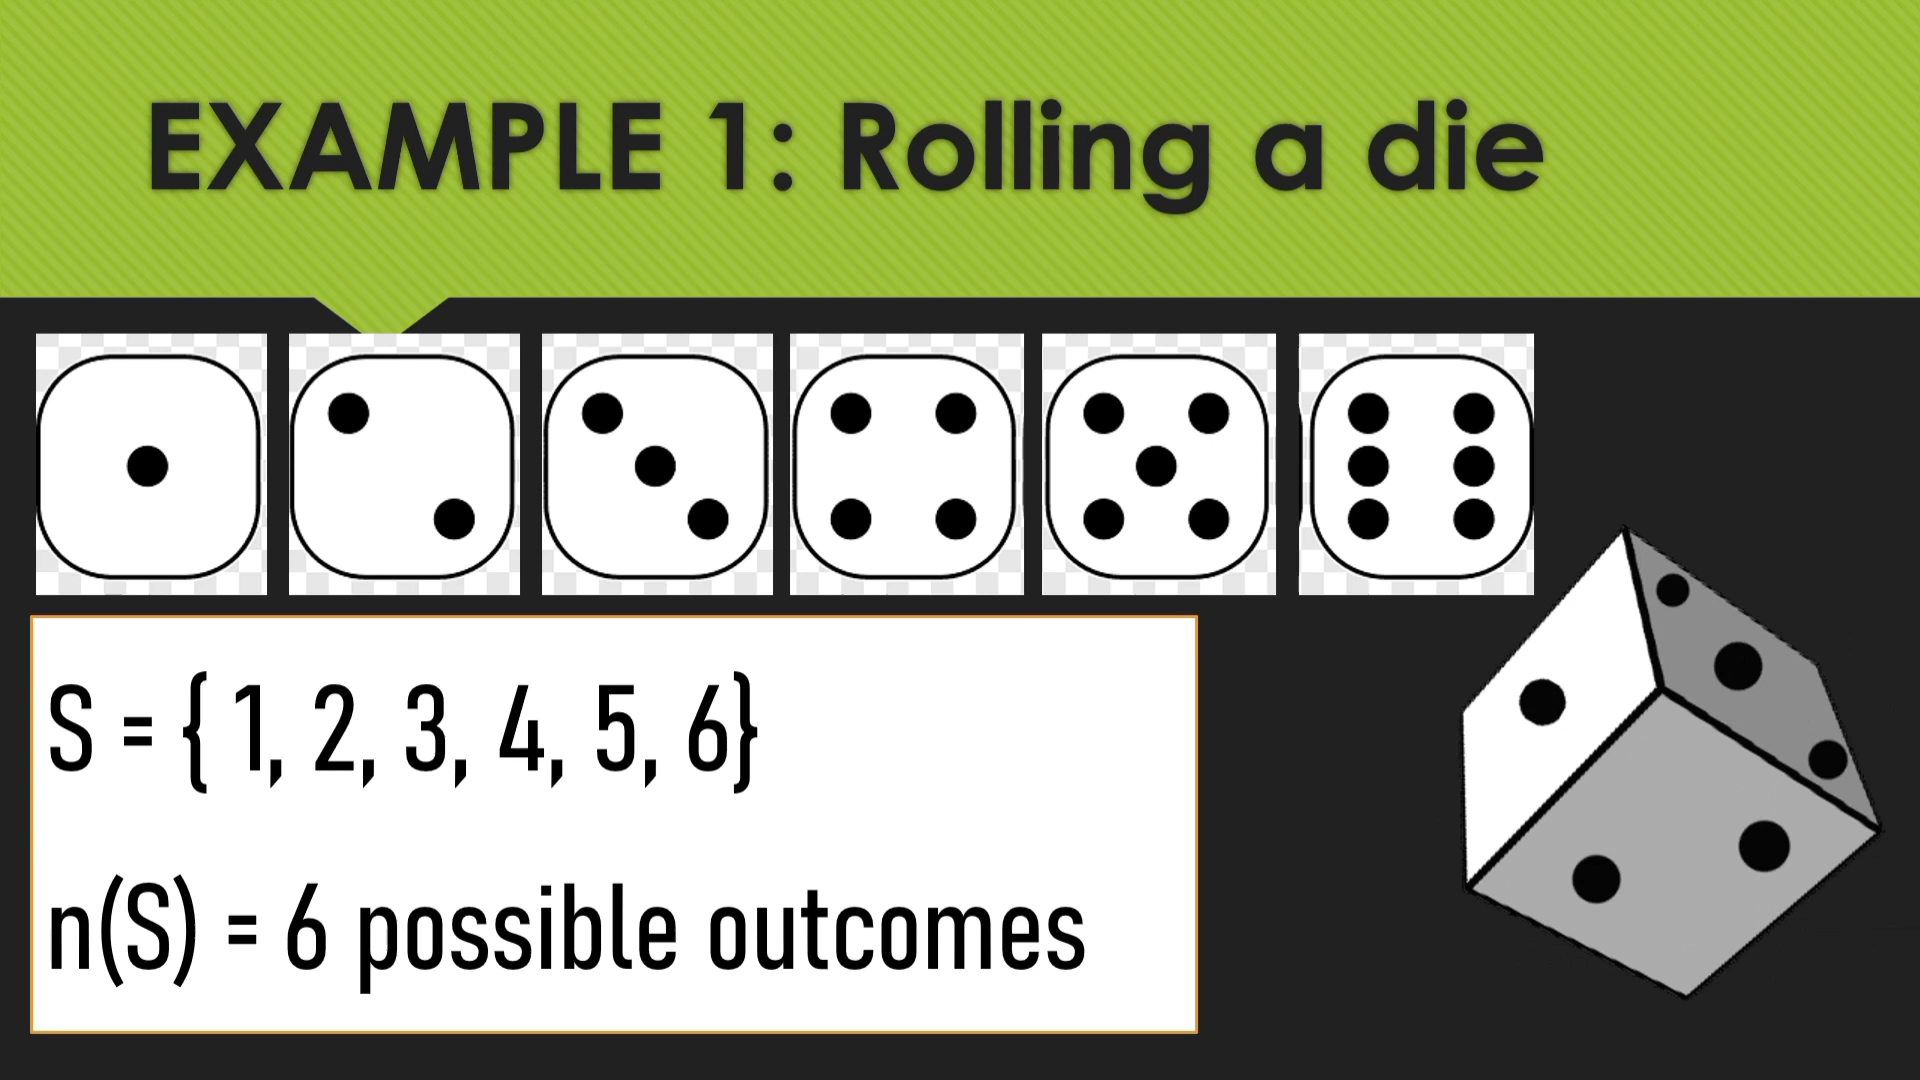 EXAMPLE 1: Rolling a die
S = { 1, 2, 3, 4, 5, 6}
n(S) = 6 possible outcomes